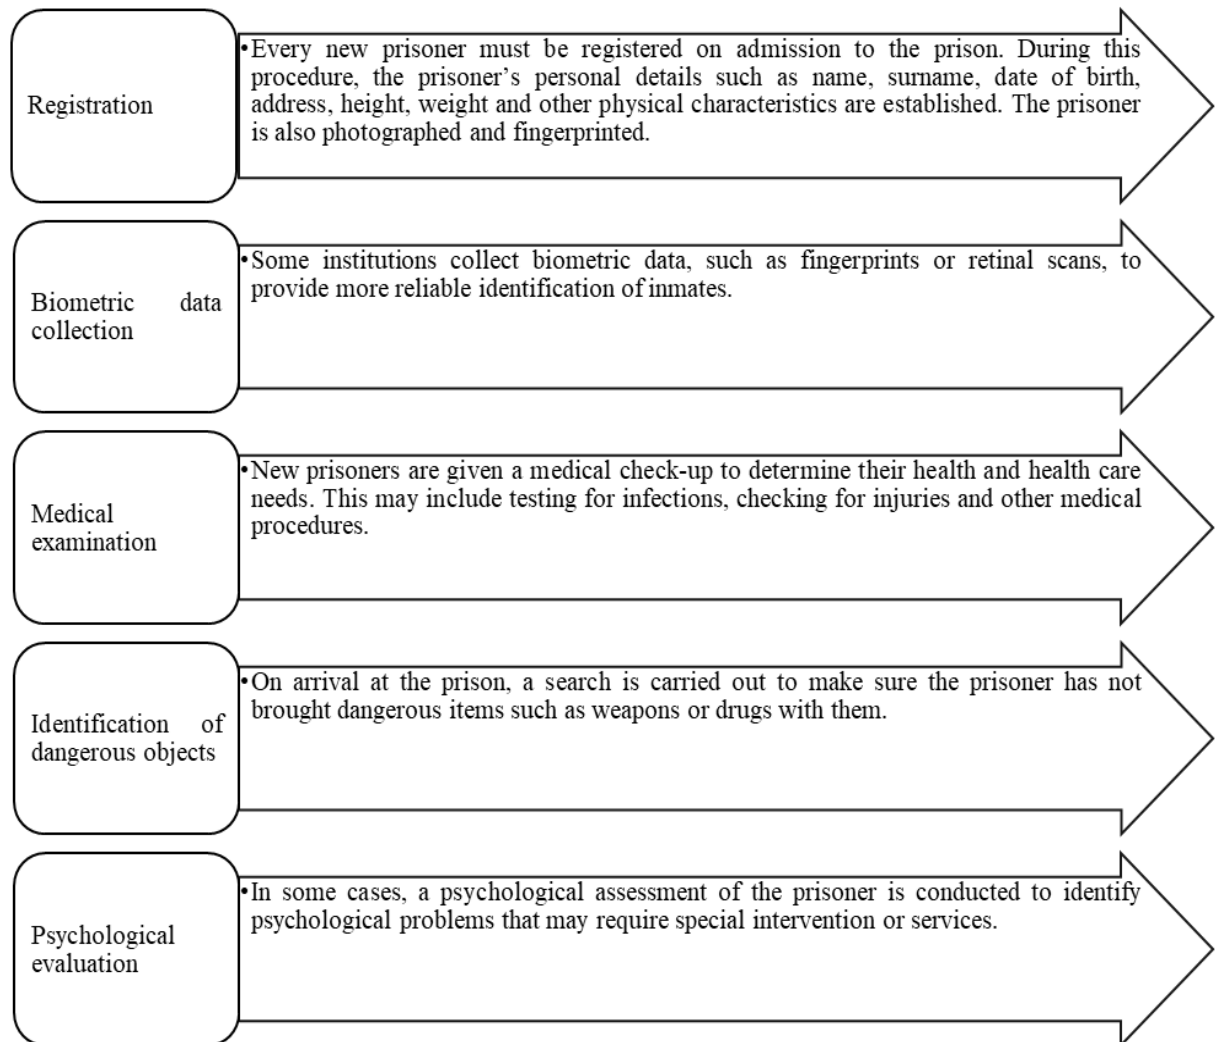 Registration
•Every new prisoner must be registered on admission to the prison. During this
procedure, the prisoner’s personal details such as name, surname, date of birth,
address, height, weight and other physical characteristics are established. The prisoner
is also photographed and fingerprinted.
Biometric data
collection
•Some institutions collect biometric data, such as fingerprints or retinal scans, to
provide more reliable identification of inmates.
Medical
examination
•New prisoners are given a medical check-up to determine their health and health care
needs. This may include testing for infections, checking for injuries and other medical
procedures.
Identification of
dangerous objects
•On arrival at the prison, a search is carried out to make sure the prisoner has not
brought dangerous items such as weapons or drugs with them.
Psychological
evaluation
•In some cases, a psychological assessment of the prisoner is conducted to identify
psychological problems that may require special intervention or services.